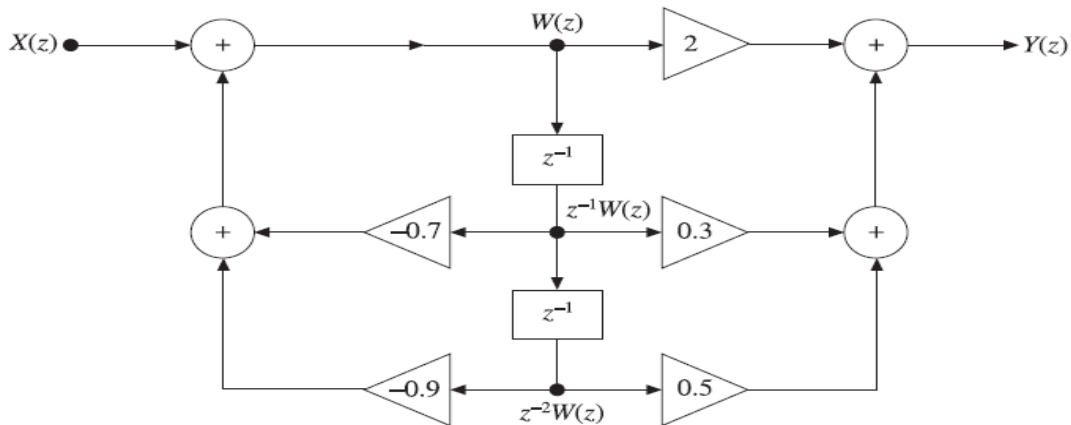 W(z)
X(z) + 2 + Y(z)
z⁻¹
z⁻¹W(z)
+ −0.7 0.3 +
z⁻¹
−0.9 0.5
z⁻²W(z)